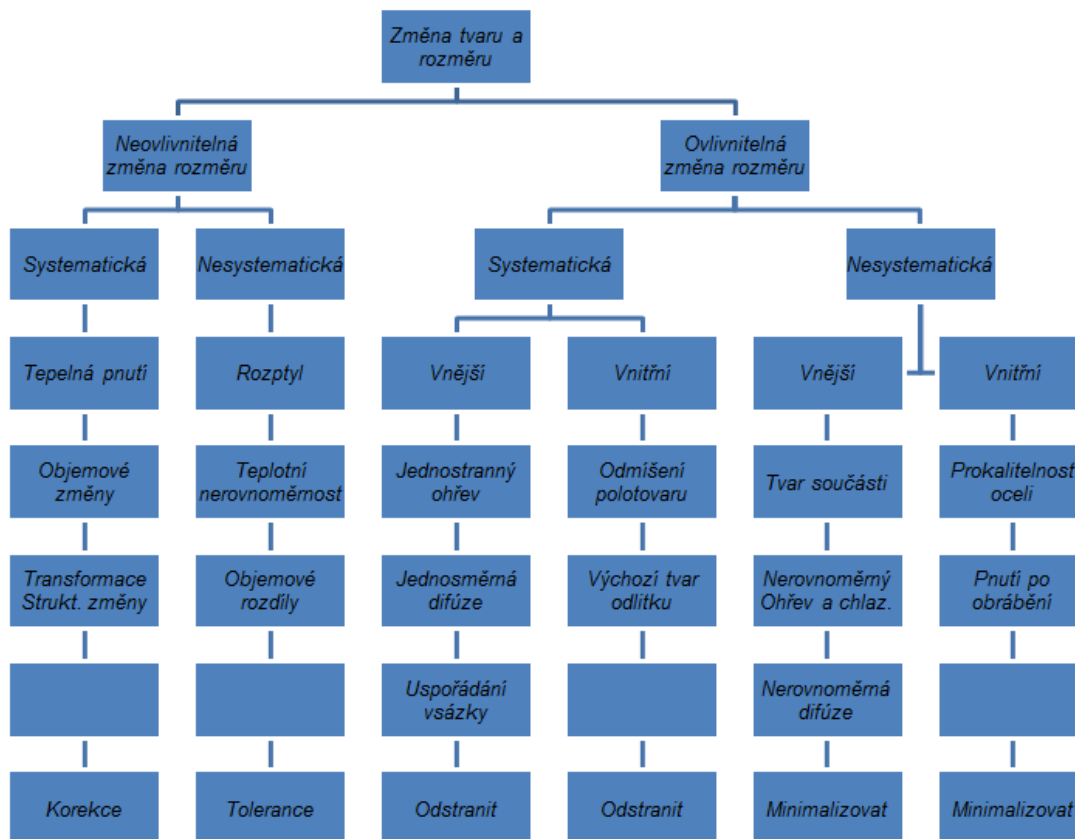 Změna tvaru a
rozměru
Neovlivnitelná
změna rozměru
Ovlivnitelná
změna rozměru
Systematická
Nesystematická
Systematická
Nesystematická
Tepelná pnutí
Rozptyl
Vnější
Vnitřní
Vnější
Vnitřní
Objemové
změny
Teplotní
nerovnoměrnost
Jednostranný
ohřev
Odmíšení
polotovaru
Tvar součásti
Prokalitelnost
oceli
Transformace
Strukt. změny
Objemové
rozdíly
Jednosměrná
difúze
Výchozí tvar
odlitku
Nerovnoměrný
Ohřev a chlaz.
Pnutí po
obrábění
Uspořádání
vsázky
Nerovnoměrná
difúze
Korekce
Tolerance
Odstranit
Odstranit
Minimalizovat
Minimalizovat